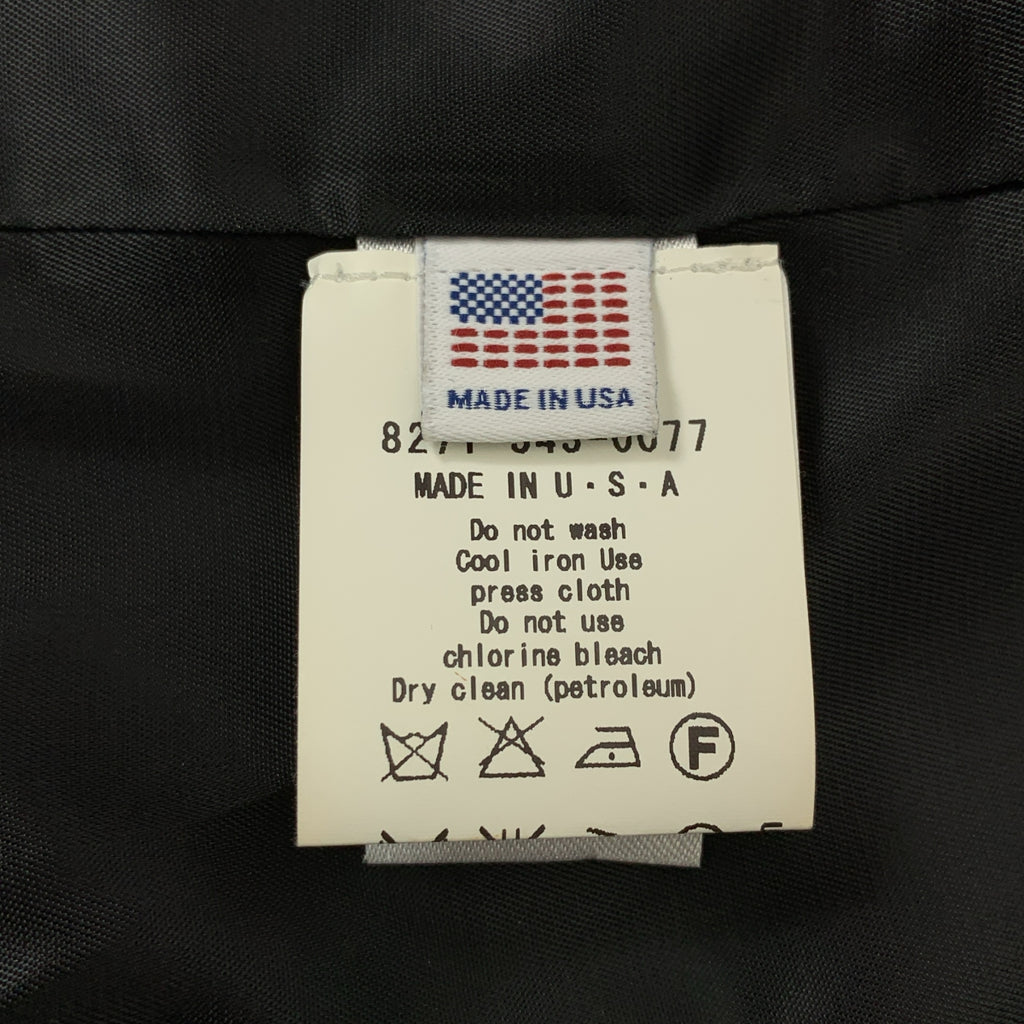 MADE IN USA
MADE IN U·S·A
Do not wash
Cool iron Use
press cloth
Do not use
chlorine bleach
Dry clean (petroleum)
F